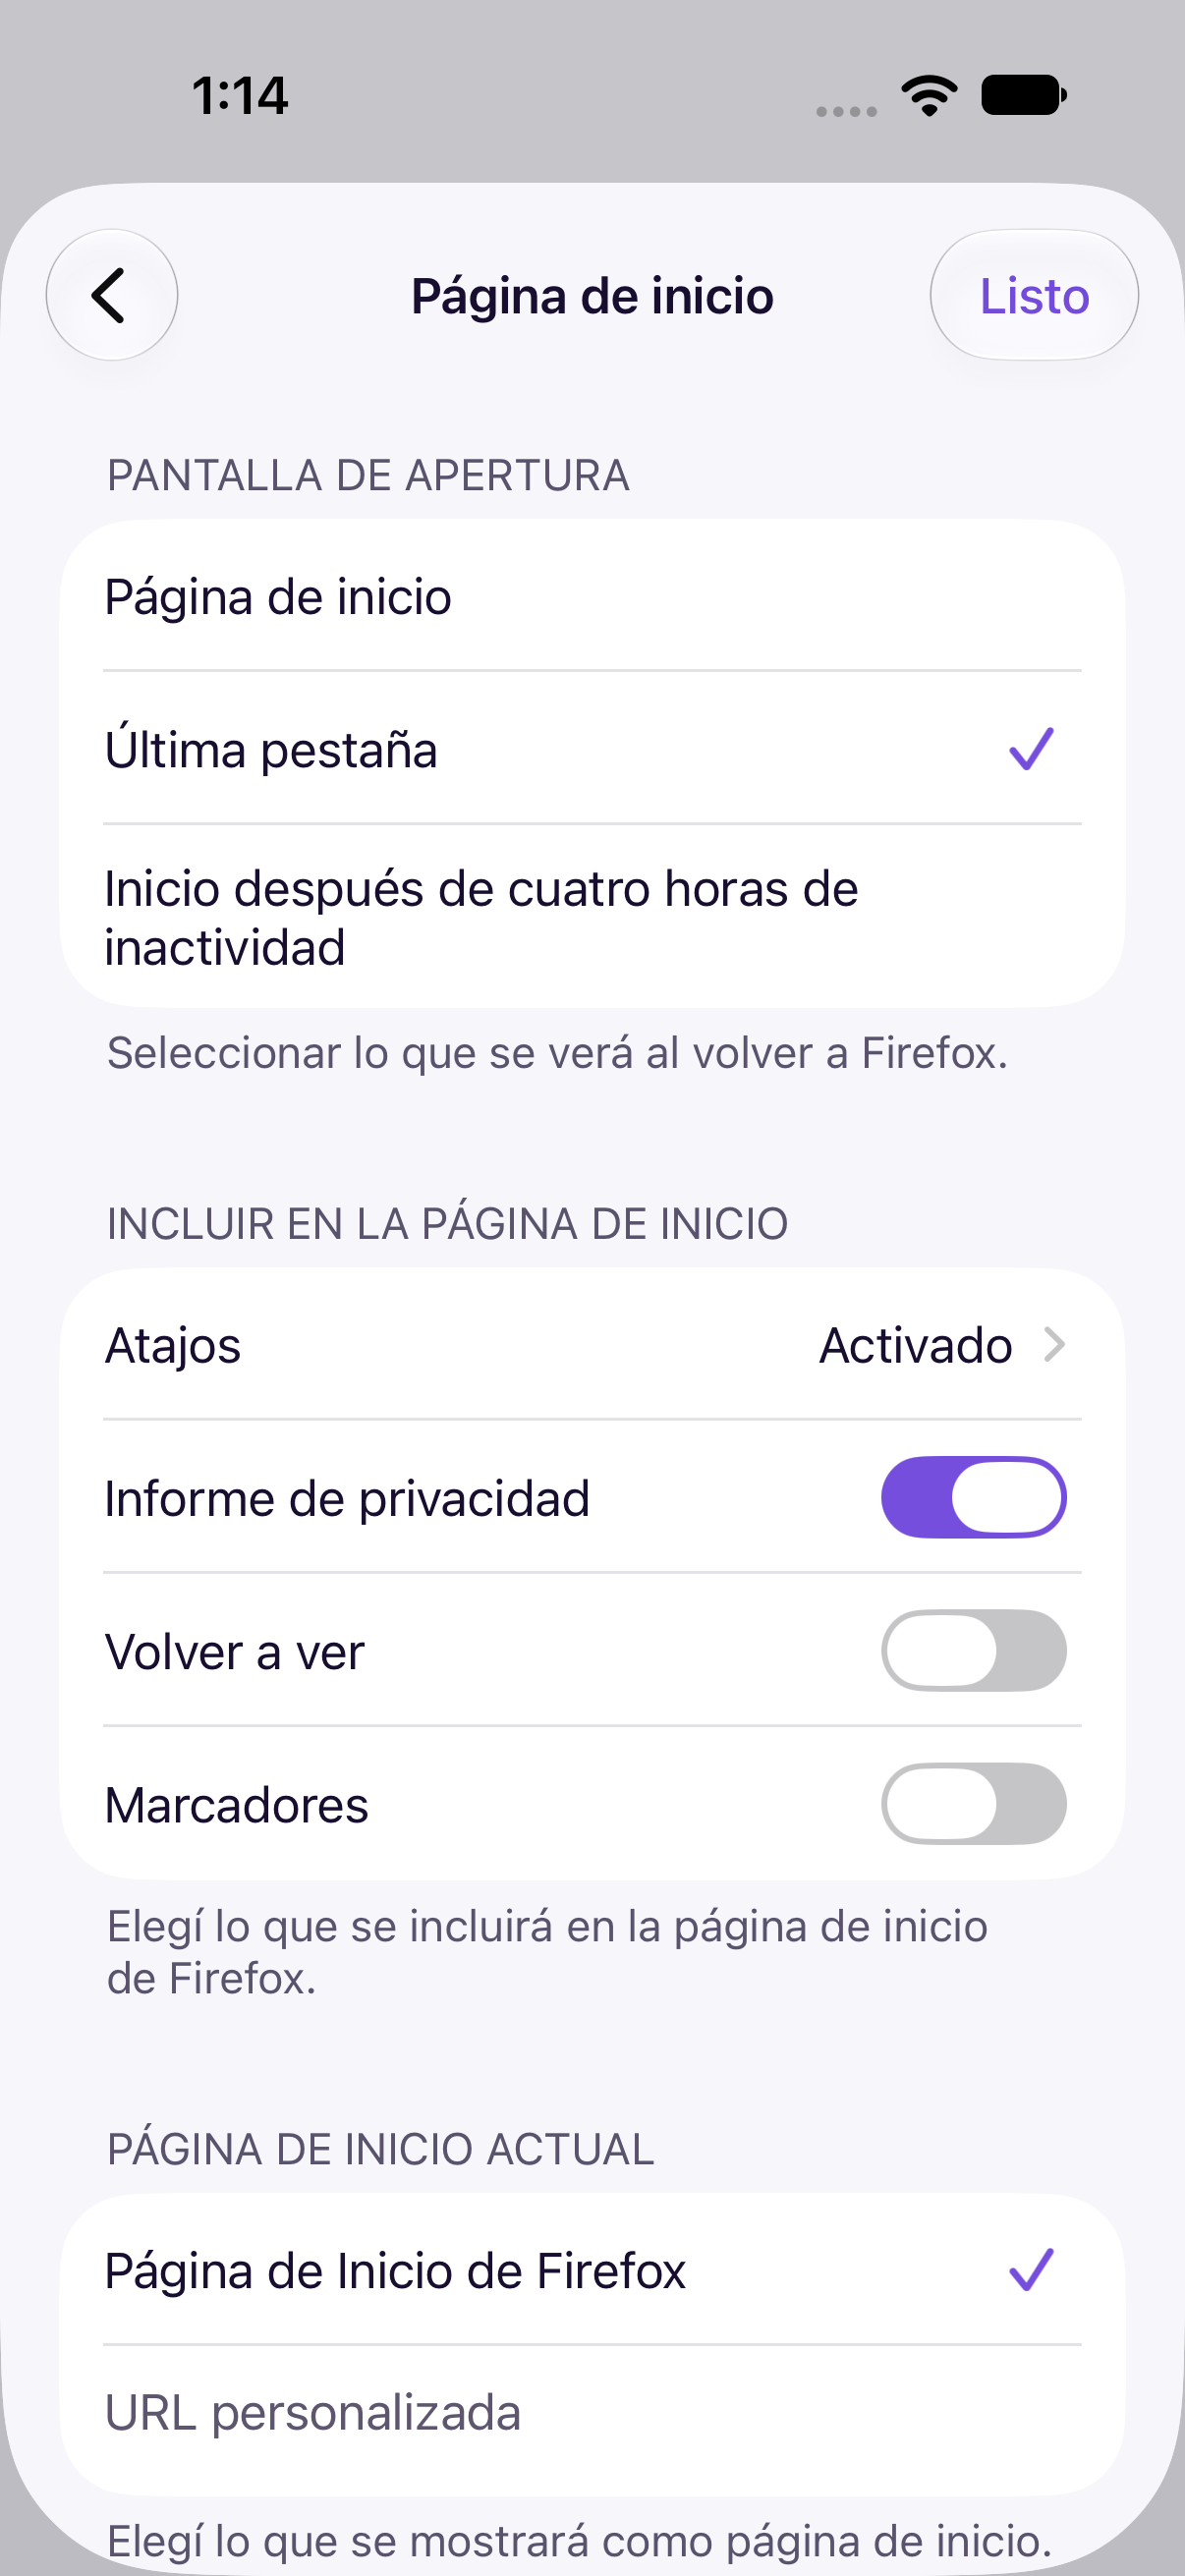 1:14
Página de inicio
Listo
PANTALLA DE APERTURA
Página de inicio
Última pestaña
Inicio después de cuatro horas de
inactividad
Seleccionar lo que se verá al volver a Firefox.
INCLUIR EN LA PÁGINA DE INICIO
Atajos
Activado
Informe de privacidad
Volver a ver
Marcadores
Elegí lo que se incluirá en la página de inicio
de Firefox.
PÁGINA DE INICIO ACTUAL
Página de Inicio de Firefox
URL personalizada
Elegí lo que se mostrará como página de inicio.